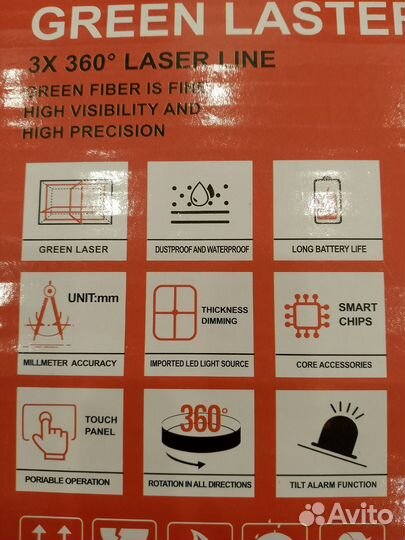 GREEN LASTER
3X 360° LASER LINE
GREEN FIBER IS FINE
HIGH VISIBILITY AND
HIGH PRECISION
GREEN LASER
DUSTPROOF AND WATERPROOF
LONG BATTERY LIFE
UNIT:mm
MILLMETER ACCURACY
THICKNESS
DIMMING
IMPORTED LED LIGHT SOURCE
SMART
CHIPS
CORE ACCESSORIES
TOUCH
PANEL
PORIABLE OPERATION
360°
ROTATION IN ALL DIRECTIONS
TILT ALARM FUNCTION
Avito